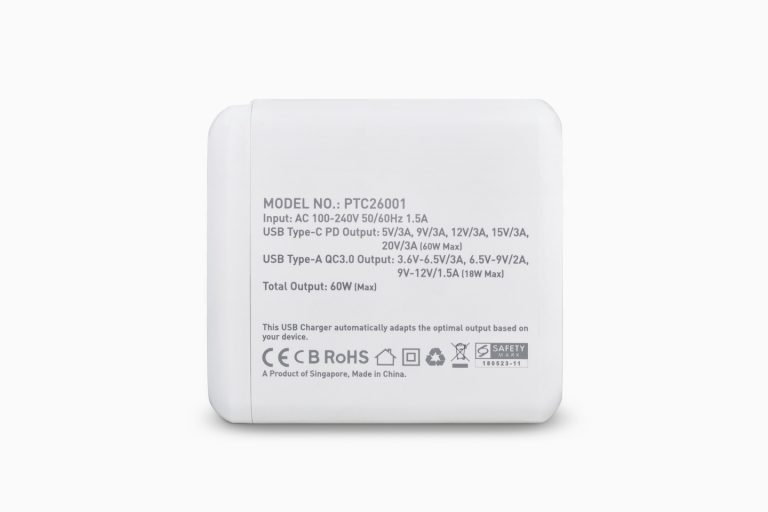 MODEL NO.: PTC26001
Input: AC 100-240V 50/60Hz 1.5A
USB Type-C PD Output: 5V/3A, 9V/3A, 12V/3A, 15V/3A,
20V/3A (60W Max)
USB Type-A QC3.0 Output: 3.6V-6.5V/3A, 6.5V-9V/2A,
9V-12V/1.5A (18W Max)
Total Output: 60W (Max)
This USB Charger automatically adapts the optimal output based on
your device.
CE CB RoHS SAFETY
MARK
180523-11
A Product of Singapore, Made in China.